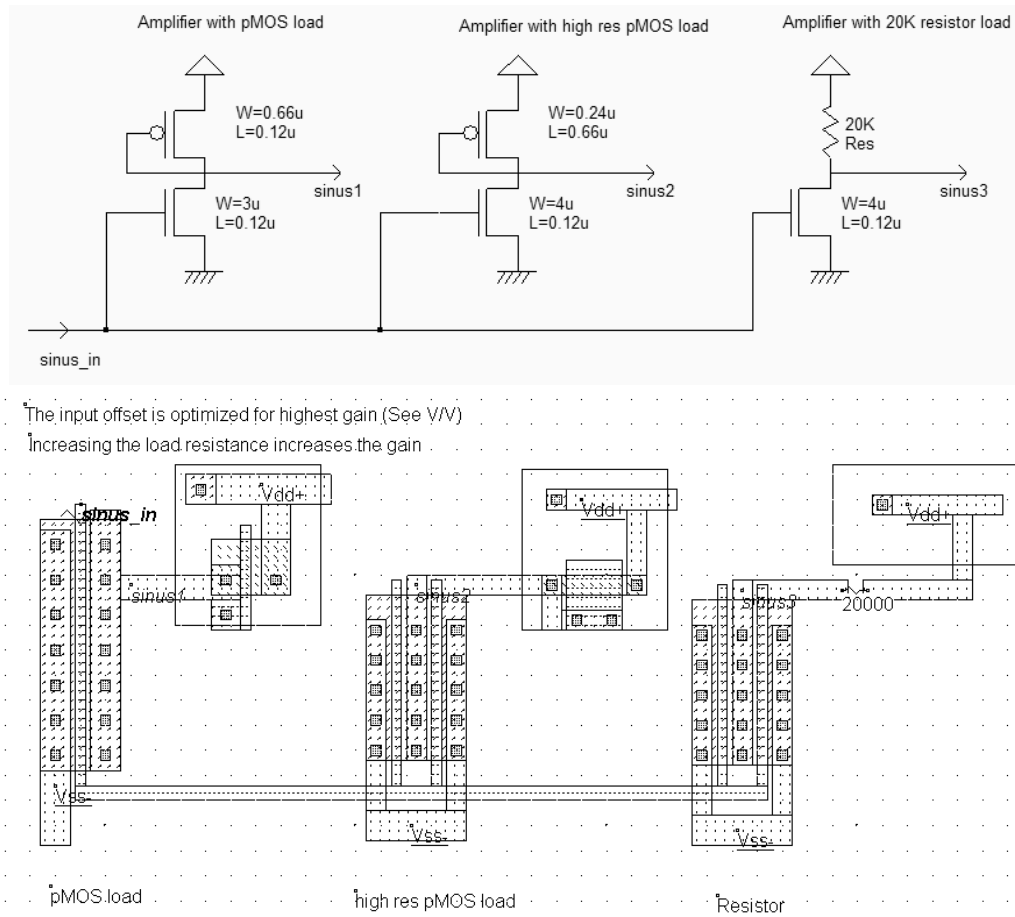 Amplifier with pMOS load
Amplifier with high res pMOS load
Amplifier with 20K resistor load
W=0.66u
L=0.12u
W=0.24u
L=0.66u
20K
Res
sinus1
sinus2
sinus3
W=3u
L=0.12u
W=4u
L=0.12u
W=4u
L=0.12u
sinus_in
The input offset is optimized for highest gain (See V/V)
Increasing the load resistance increases the gain
Vdd+
Vdd+
Vdd+
sinus_in
sinus1
sinus2
sinus3
20000
Vss-
Vss-
Vss-
pMOS load
high res pMOS load
Resistor